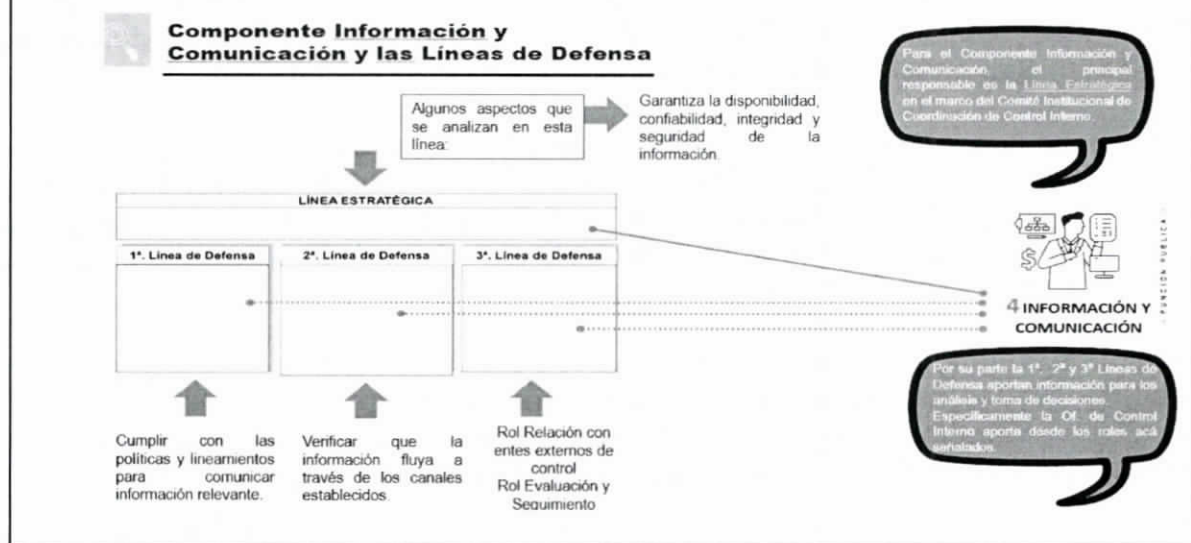 Componente Información y
Comunicación y las Líneas de Defensa
Algunos aspectos que
se analizan en esta
línea:
Garantiza la disponibilidad,
confiabilidad, integridad y
seguridad de la
información.
Para el Componente Información y
Comunicación, el principal
responsable es la Línea Estratégica
en el marco del Comité Institucional de
Coordinación de Control Interno.
LÍNEA ESTRATÉGICA
1ª. Línea de Defensa
2ª. Línea de Defensa
3ª. Línea de Defensa
4 INFORMACIÓN Y
COMUNICACIÓN
- FUNCIÓN PÚBLICA -
Cumplir con las
políticas y lineamientos
para comunicar
información relevante.
Verificar que la
información fluya a
través de los canales
establecidos.
Rol Relación con
entes externos de
control
Rol Evaluación y
Seguimiento
Por su parte la 1ª, 2ª y 3ª Líneas de
Defensa aportan información para los
análisis y toma de decisiones.
Específicamente la Of. de Control
Interno aporta desde los roles acá
señalados.